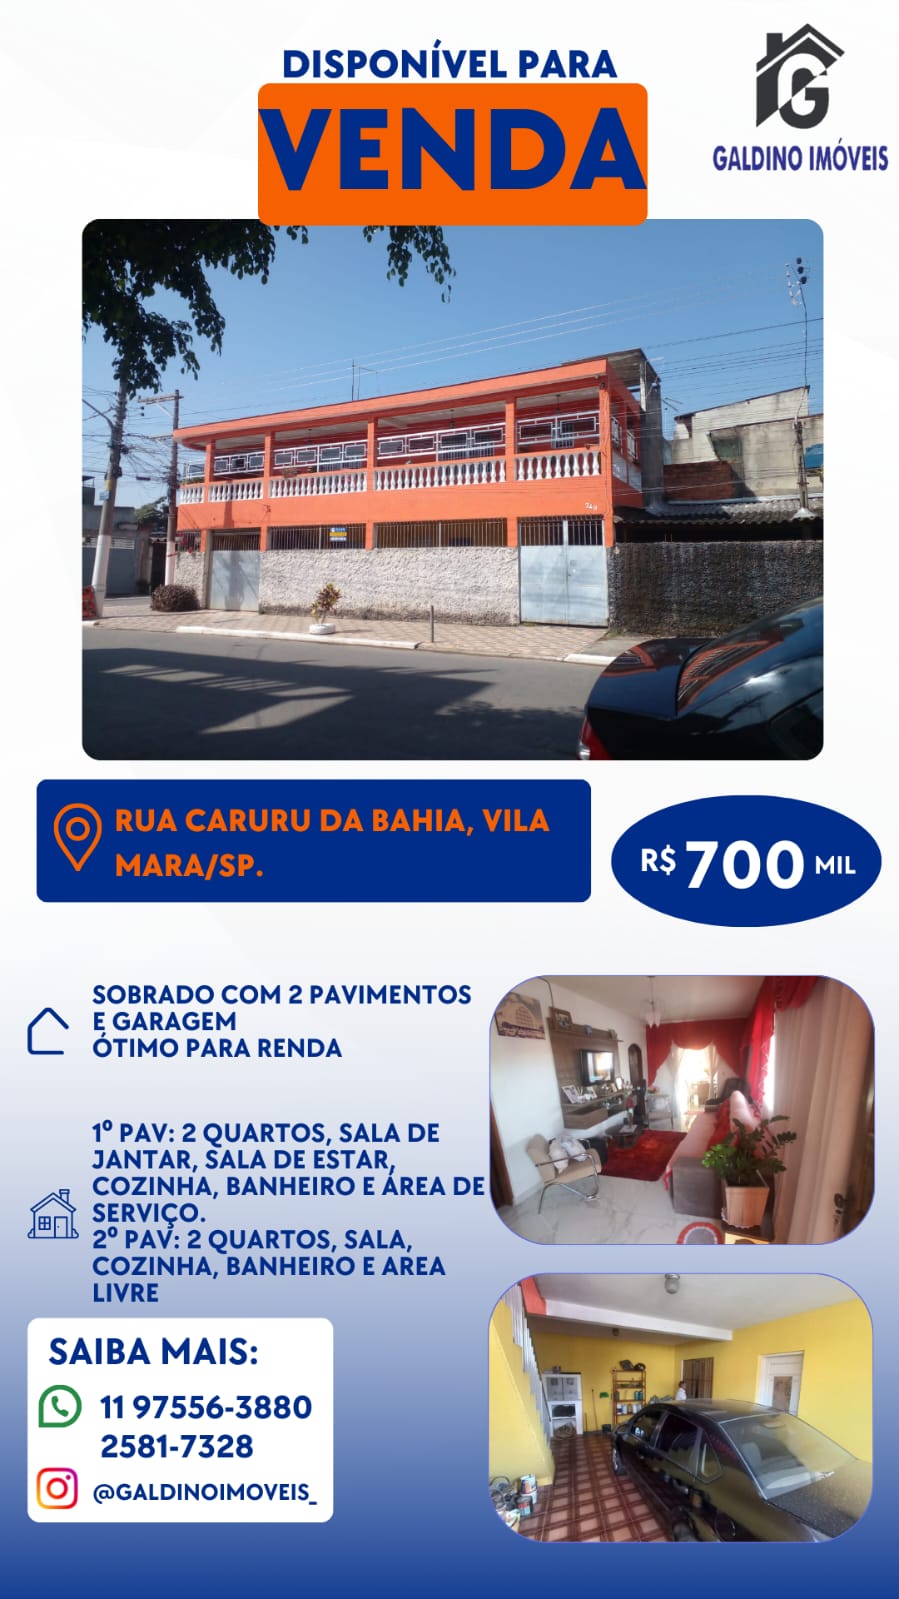 DISPONÍVEL PARA
VENDA
GALDINO IMÓVEIS
RUA CARURU DA BAHIA, VILA
MARA/SP.
R$ 700 MIL
SOBRADO COM 2 PAVIMENTOS
E GARAGEM
ÓTIMO PARA RENDA
1º PAV: 2 QUARTOS, SALA DE
JANTAR, SALA DE ESTAR,
COZINHA, BANHEIRO E ÁREA DE
SERVIÇO.
2º PAV: 2 QUARTOS, SALA,
COZINHA, BANHEIRO E AREA
LIVRE
SAIBA MAIS:
11 97556-3880
2581-7328
@GALDINOIMOVEIS_